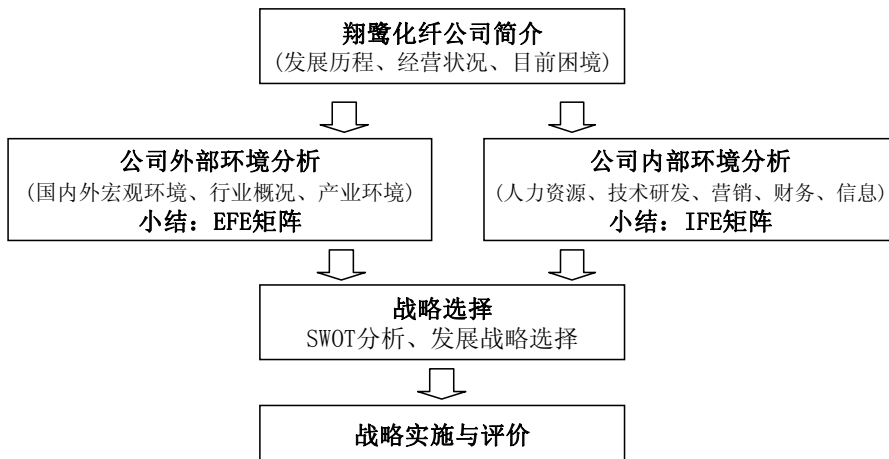 翔鹭化纤公司简介
(发展历程、经营状况、目前困境)
公司外部环境分析
(国内外宏观环境、行业概况、产业环境)
小结：EFE矩阵
公司内部环境分析
(人力资源、技术研发、营销、财务、信息)
小结：IFE矩阵
战略选择
SWOT分析、发展战略选择
战略实施与评价